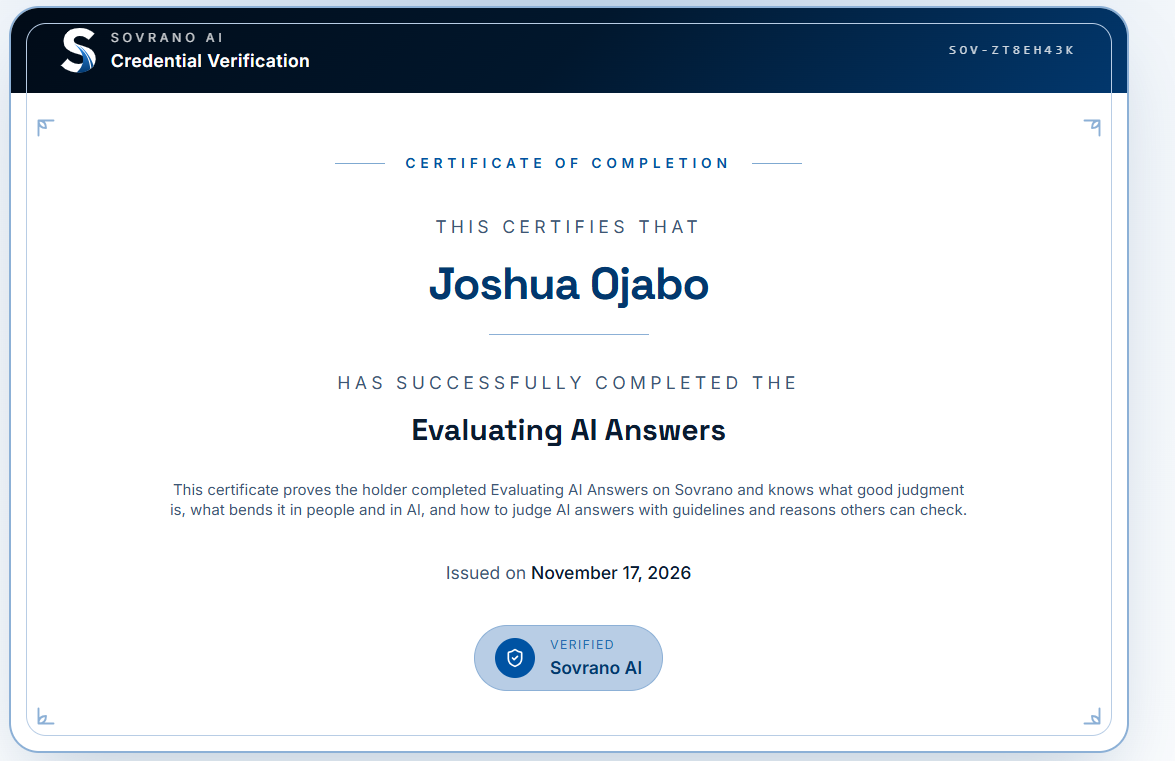 SOVRANO AI
Credential Verification
SOV-ZT8EH43K
CERTIFICATE OF COMPLETION
THIS CERTIFIES THAT
Joshua Ojabo
HAS SUCCESSFULLY COMPLETED THE
Evaluating AI Answers
This certificate proves the holder completed Evaluating AI Answers on Sovrano and knows what good judgment
is, what bends it in people and in AI, and how to judge AI answers with guidelines and reasons others can check.
Issued on November 17, 2026
VERIFIED
Sovrano AI